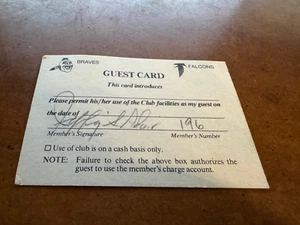 BRAVES
FALCONS
GUEST CARD
This card introduces
Please permit his/her use of the Club facilities as my guest on
the date of
196
Member's Signature Member's Number
☐ Use of club is on a cash basis only.
NOTE: Failure to check the above box authorizes the
guest to use the member's charge account.